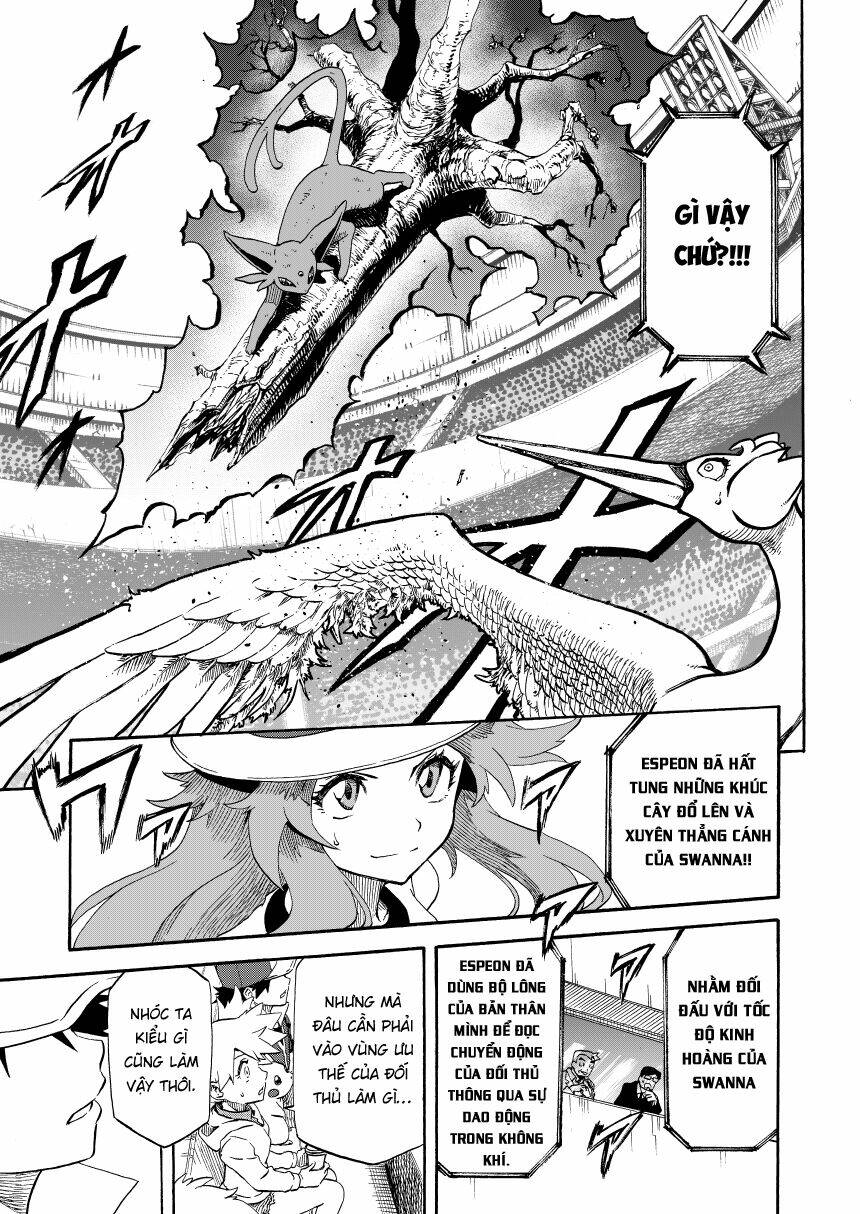 GÌ VẬY
CHỨ?!!!
ESPEON ĐÃ HẤT
TUNG NHỮNG KHÚC
CÂY ĐỔ LÊN VÀ
XUYÊN THẲNG CÁNH
CỦA SWANNA!!
NHẰM ĐỐI
ĐẤU VỚI TỐC
ĐỘ KINH
HOÀNG CỦA
SWANNA
ESPEON ĐÃ
DÙNG BỘ LÔNG
CỦA BẢN THÂN
MÌNH ĐỂ ĐỌC
CHUYỂN ĐỘNG
CỦA ĐỐI THỦ
THÔNG QUA SỰ
DAO ĐỘNG
TRONG KHÔNG
KHÍ.
NHƯNG MÀ
ĐÂU CẦN PHẢI
VÀO VÙNG ƯU
THẾ CỦA ĐỐI
THỦ LÀM GÌ...
NHÓC TA
KIỂU GÌ
CŨNG LÀM
VẬY THÔI.